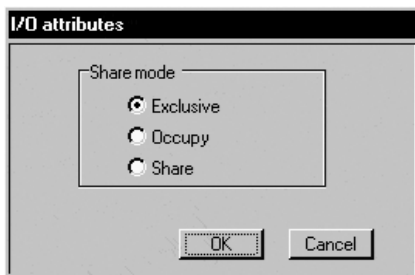 I/O attributes
Share mode
Exclusive
Occupy
Share
OK Cancel